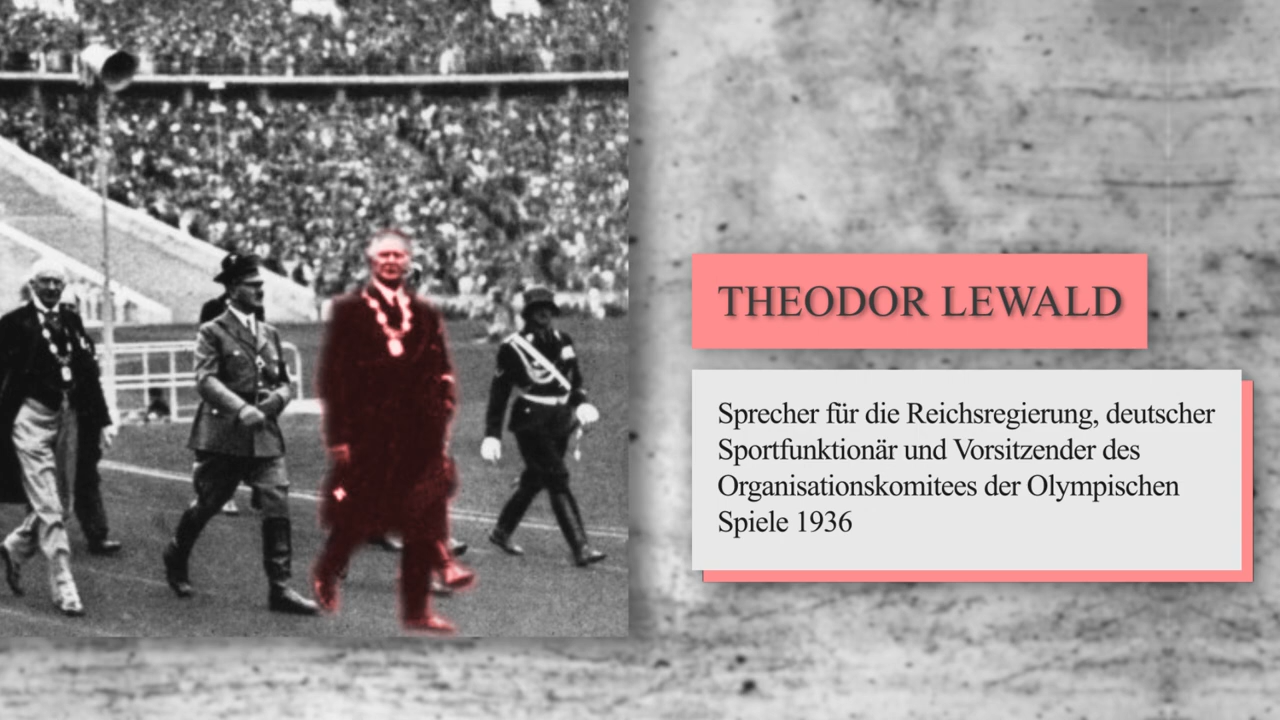 THEODOR LEWALD
Sprecher für die Reichsregierung, deutscher
Sportfunktionär und Vorsitzender des
Organisationskomitees der Olympischen
Spiele 1936